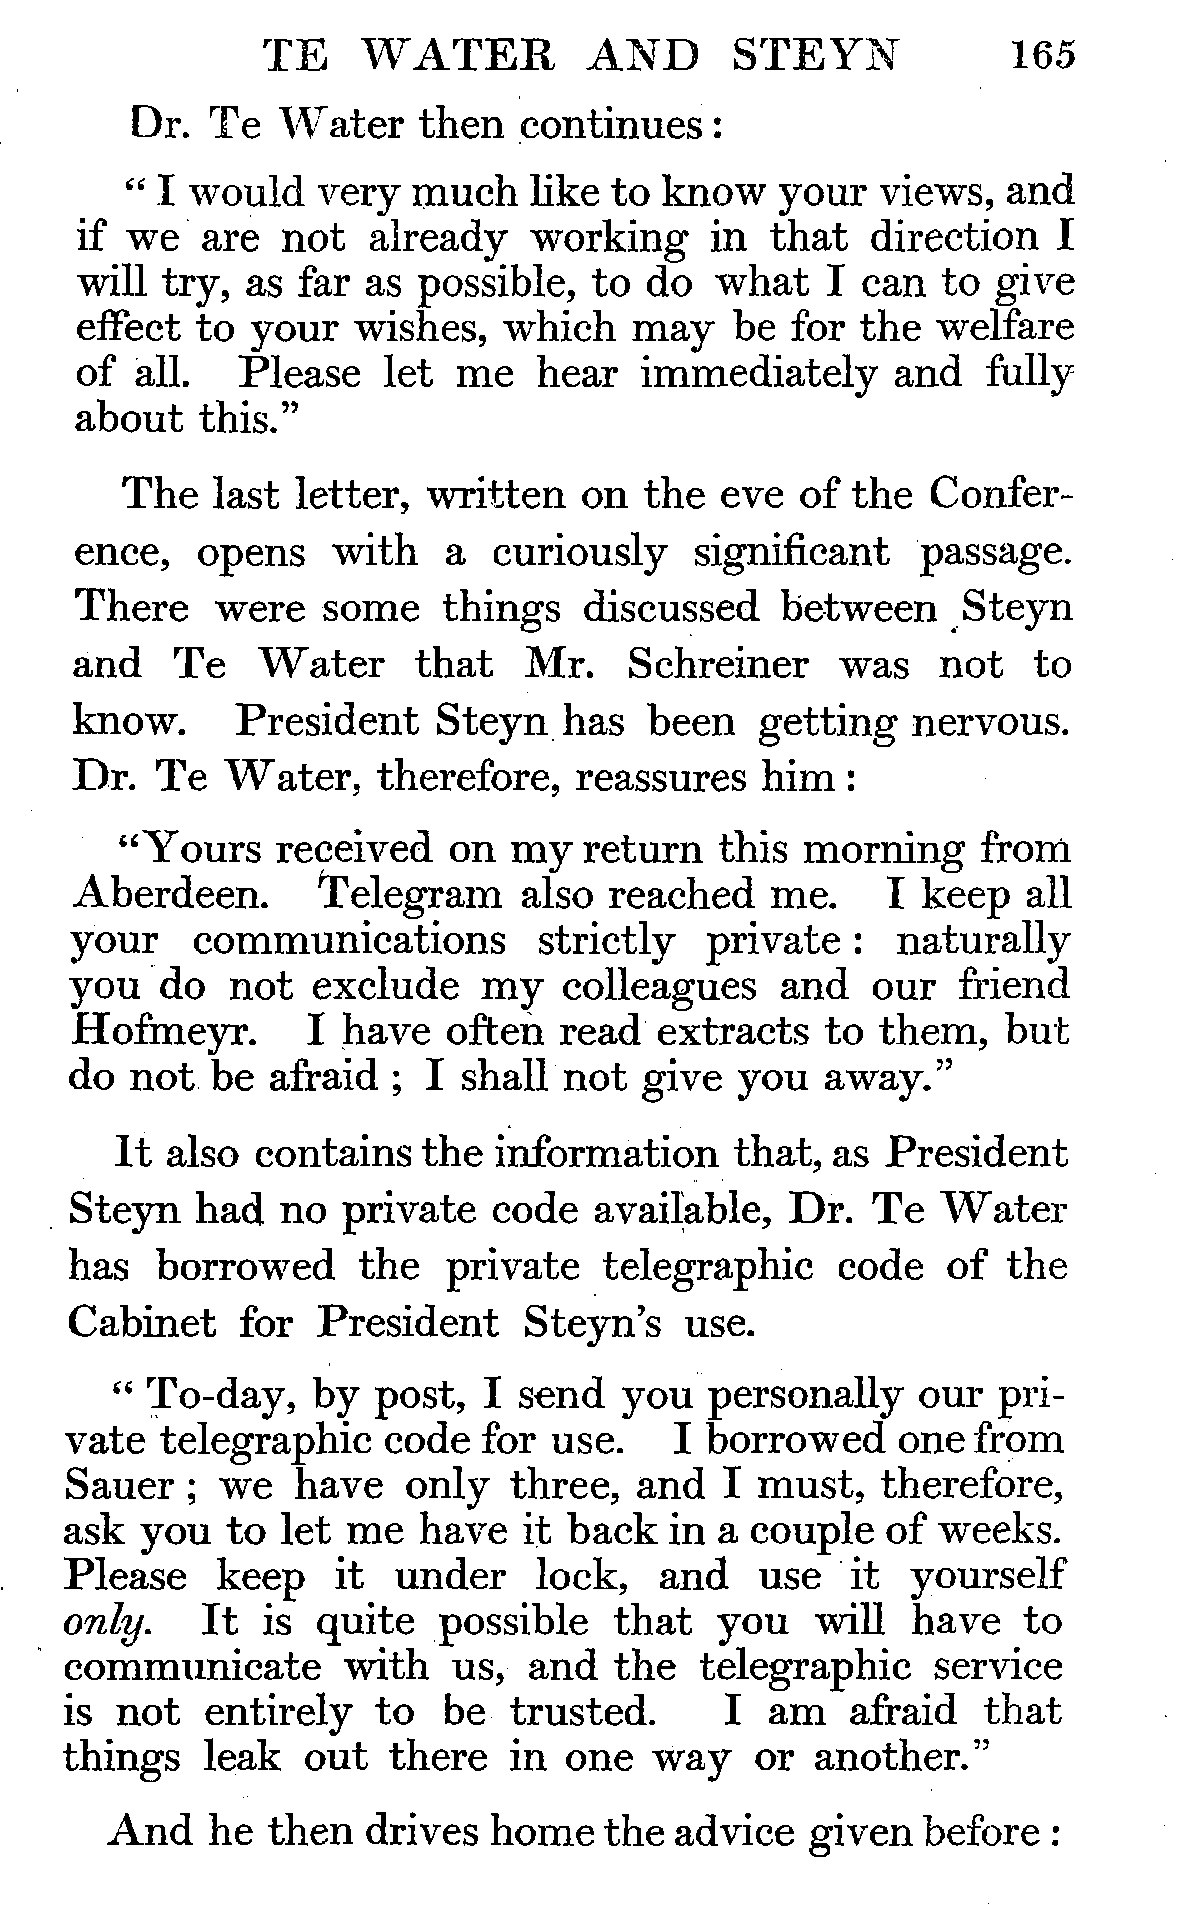 TE WATER AND STEYN 165
Dr. Te Water then continues :
" I would very much like to know your views, and
if we are not already working in that direction I
will try, as far as possible, to do what I can to give
effect to your wishes, which may be for the welfare
of all. Please let me hear immediately and fully
about this."
The last letter, written on the eve of the Confer-
ence, opens with a curiously significant passage.
There were some things discussed between Steyn
and Te Water that Mr. Schreiner was not to
know. President Steyn has been getting nervous.
Dr. Te Water, therefore, reassures him :
"Yours received on my return this morning from
Aberdeen. Telegram also reached me. I keep all
your communications strictly private : naturally
you do not exclude my colleagues and our friend
Hofmeyr. I have often read extracts to them, but
do not be afraid ; I shall not give you away."
It also contains the information that, as President
Steyn had no private code available, Dr. Te Water
has borrowed the private telegraphic code of the
Cabinet for President Steyn's use.
" To-day, by post, I send you personally our pri-
vate telegraphic code for use. I borrowed one from
Sauer ; we have only three, and I must, therefore,
ask you to let me have it back in a couple of weeks.
Please keep it under lock, and use it yourself
only. It is quite possible that you will have to
communicate with us, and the telegraphic service
is not entirely to be trusted. I am afraid that
things leak out there in one way or another."
And he then drives home the advice given before :